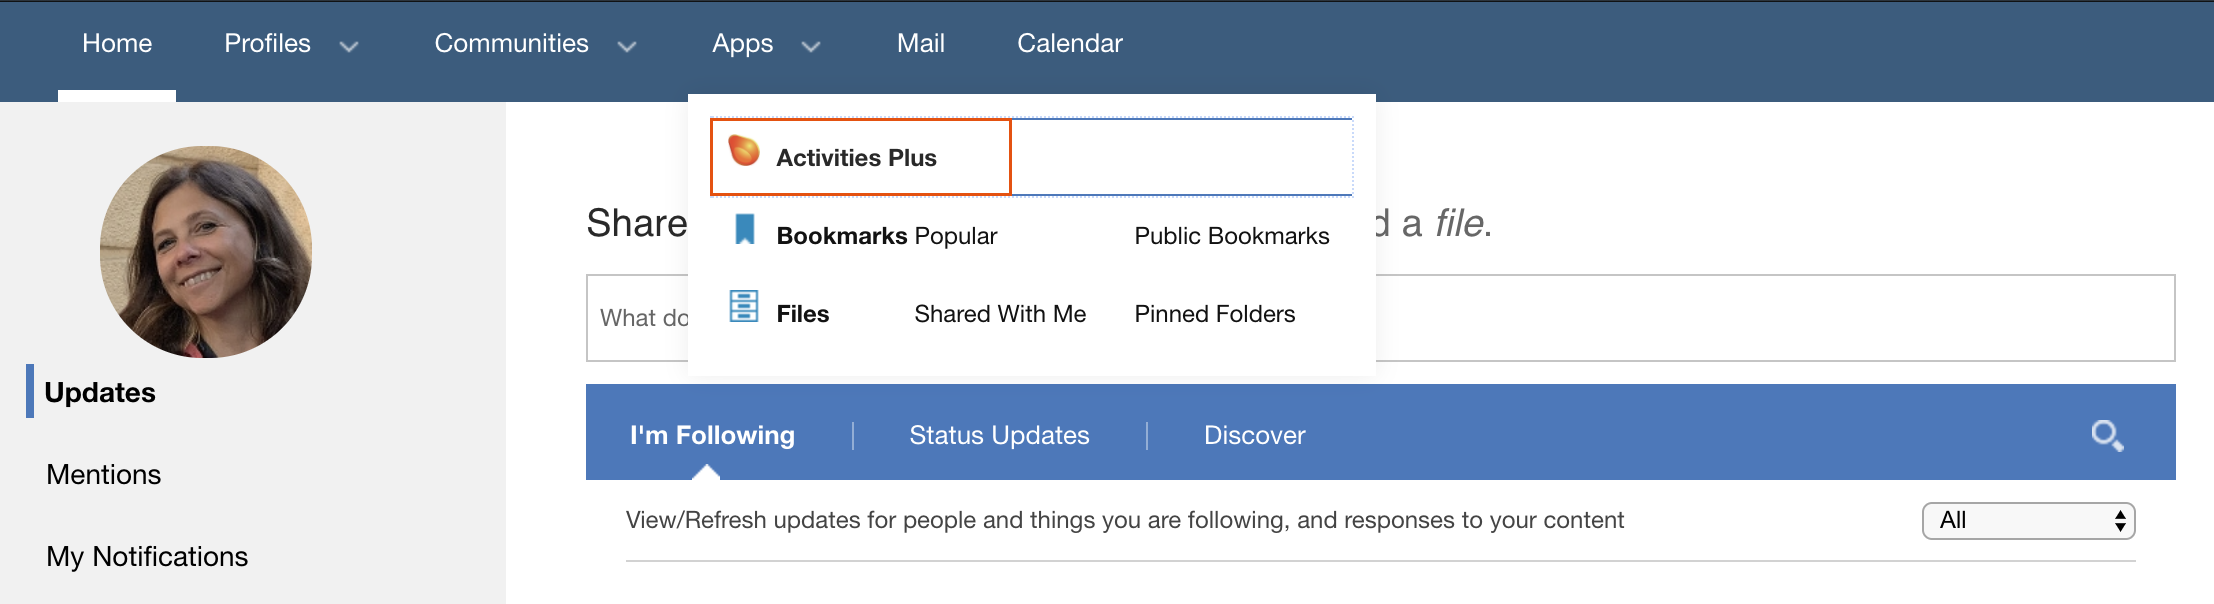 Home Profiles Communities Apps Mail Calendar
Activities Plus
Share d a file.
Bookmarks Popular Public Bookmarks
What do
Files Shared With Me Pinned Folders
Updates
I'm Following Status Updates Discover
Mentions
View/Refresh updates for people and things you are following, and responses to your content All
My Notifications